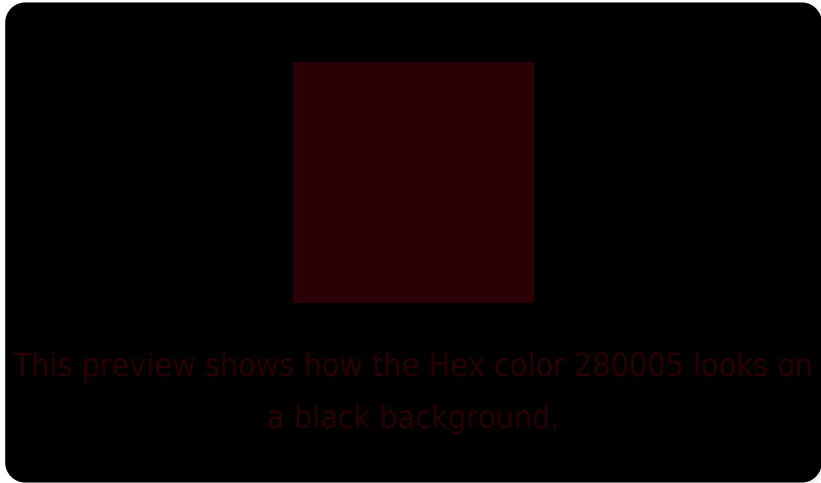 This preview shows how the Hex color 280005 looks on
a black background.